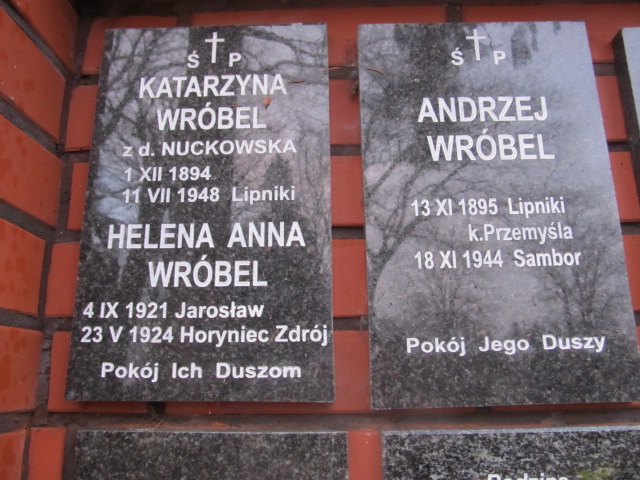 Ś P
KATARZYNA
WRÓBEL
z d. NUCKOWSKA
1 XII 1894
11 VII 1948 Lipniki
HELENA ANNA
WRÓBEL
4 IX 1921 Jarosław
23 V 1924 Horyniec Zdrój
Pokój Ich Duszom
Ś P
ANDRZEJ
WRÓBEL
13 XI 1895 Lipniki
k.Przemyśla
18 XI 1944 Sambor
Pokój Jego Duszy